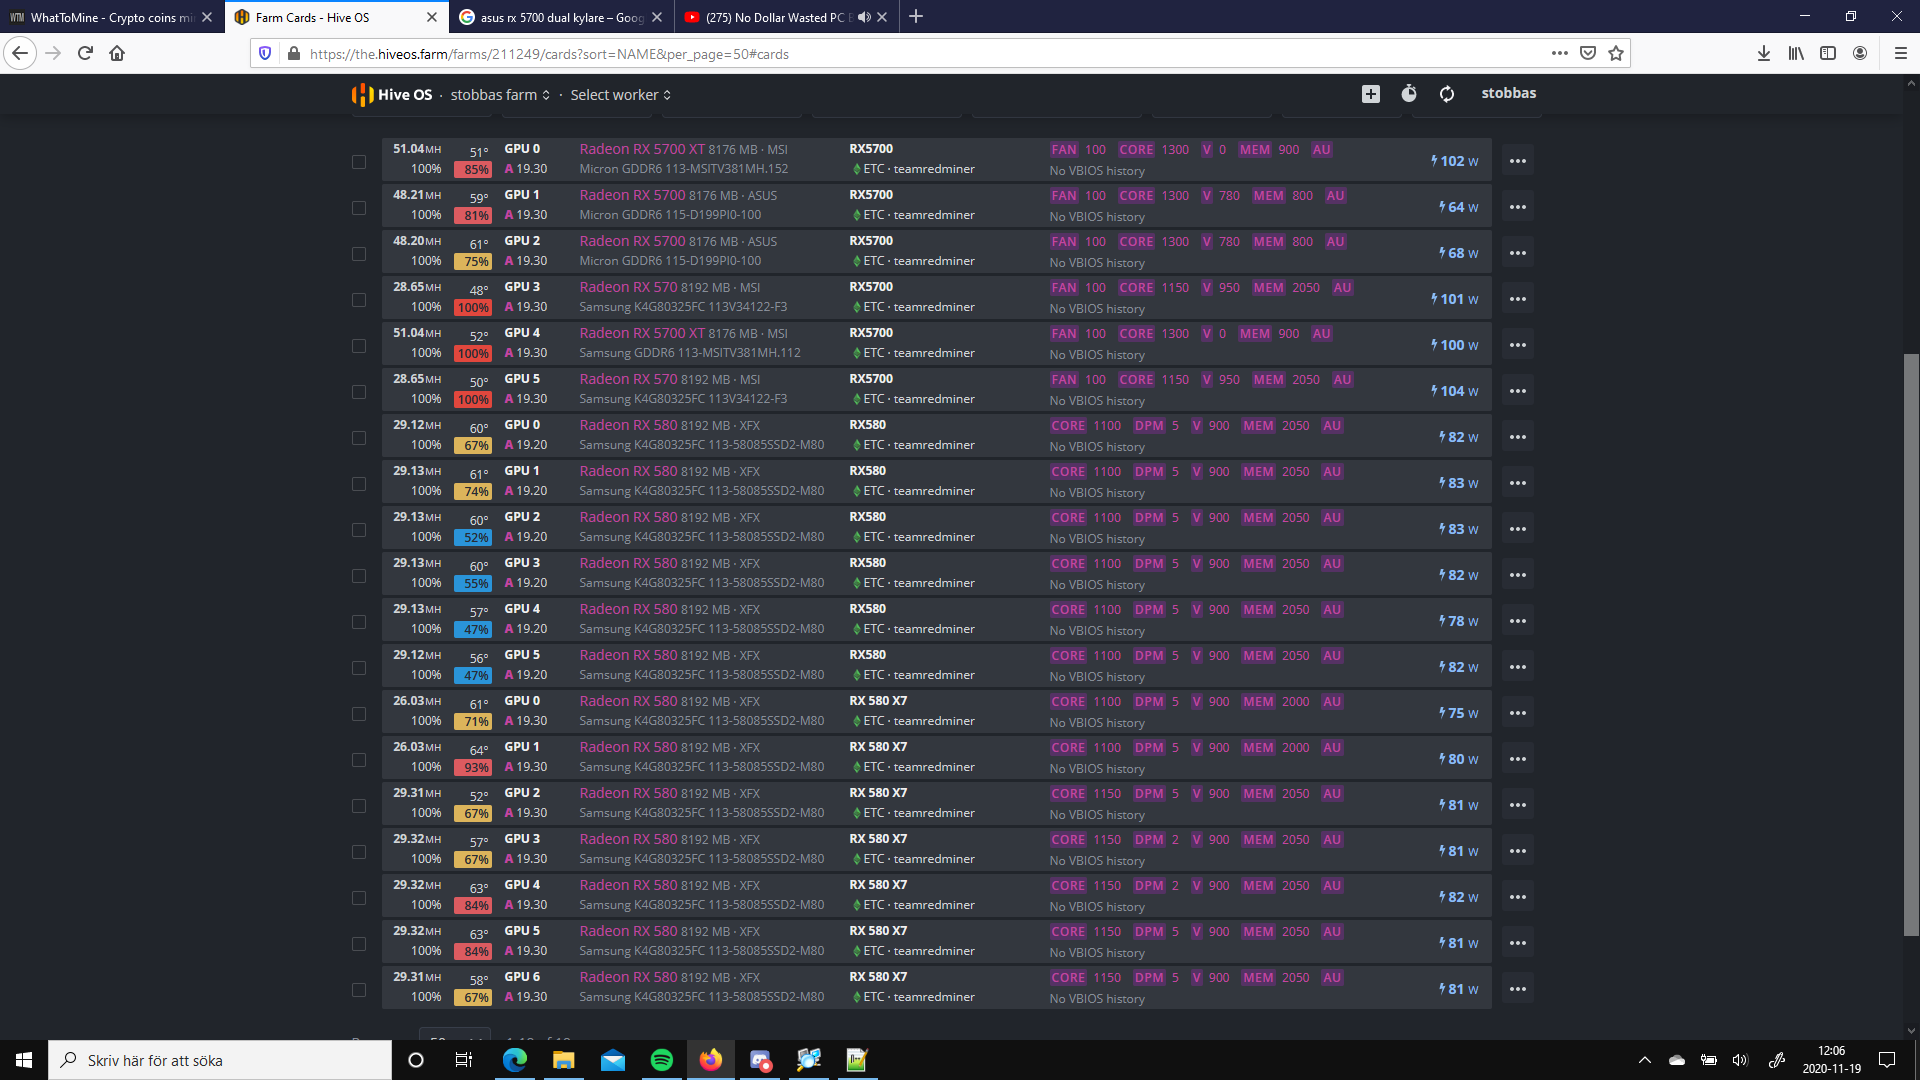 WhatToMine - Crypto coins mi
Farm Cards - Hive OS
asus rx 5700 dual kylare – Goog
(275) No Dollar Wasted PC
https://the.hiveos.farm/farms/211249/cards?sort=NAME&per_page=50#cards
Hive OS · stobbas farm · Select worker
stobbas
51.04MH 51° GPU 0 Radeon RX 5700 XT 8176 MB · MSI RX5700 FAN 100 CORE 1300 V 0 MEM 900 AU 102 W
100% 85% A 19.30 Micron GDDR6 113-MSITV381MH.152 ETC · teamredminer No VBIOS history
48.21MH 59° GPU 1 Radeon RX 5700 8176 MB · ASUS RX5700 FAN 100 CORE 1300 V 780 MEM 800 AU 64 W
100% 81% A 19.30 Micron GDDR6 115-D199PI0-100 ETC · teamredminer No VBIOS history
48.20MH 61° GPU 2 Radeon RX 5700 8176 MB · ASUS RX5700 FAN 100 CORE 1300 V 780 MEM 800 AU 68 W
100% 75% A 19.30 Micron GDDR6 115-D199PI0-100 ETC · teamredminer No VBIOS history
28.65MH 48° GPU 3 Radeon RX 570 8192 MB · MSI RX5700 FAN 100 CORE 1150 V 950 MEM 2050 AU 101 W
100% 100% A 19.30 Samsung K4G80325FC 113V34122-F3 ETC · teamredminer No VBIOS history
51.04MH 52° GPU 4 Radeon RX 5700 XT 8176 MB · MSI RX5700 FAN 100 CORE 1300 V 0 MEM 900 AU 100 W
100% 100% A 19.30 Samsung GDDR6 113-MSITV381MH.112 ETC · teamredminer No VBIOS history
28.65MH 50° GPU 5 Radeon RX 570 8192 MB · MSI RX5700 FAN 100 CORE 1150 V 950 MEM 2050 AU 104 W
100% 100% A 19.30 Samsung K4G80325FC 113V34122-F3 ETC · teamredminer No VBIOS history
29.12MH 60° GPU 0 Radeon RX 580 8192 MB · XFX RX580 CORE 1100 DPM 5 V 900 MEM 2050 AU 82 W
100% 67% A 19.20 Samsung K4G80325FC 113-58085SSD2-M80 ETC · teamredminer No VBIOS history
29.13MH 61° GPU 1 Radeon RX 580 8192 MB · XFX RX580 CORE 1100 DPM 5 V 900 MEM 2050 AU 83 W
100% 74% A 19.20 Samsung K4G80325FC 113-58085SSD2-M80 ETC · teamredminer No VBIOS history
29.13MH 60° GPU 2 Radeon RX 580 8192 MB · XFX RX580 CORE 1100 DPM 5 V 900 MEM 2050 AU 83 W
100% 52% A 19.20 Samsung K4G80325FC 113-58085SSD2-M80 ETC · teamredminer No VBIOS history
29.13MH 60° GPU 3 Radeon RX 580 8192 MB · XFX RX580 CORE 1100 DPM 5 V 900 MEM 2050 AU 82 W
100% 55% A 19.20 Samsung K4G80325FC 113-58085SSD2-M80 ETC · teamredminer No VBIOS history
29.13MH 57° GPU 4 Radeon RX 580 8192 MB · XFX RX580 CORE 1100 DPM 5 V 900 MEM 2050 AU 78 W
100% 47% A 19.20 Samsung K4G80325FC 113-58085SSD2-M80 ETC · teamredminer No VBIOS history
29.12MH 56° GPU 5 Radeon RX 580 8192 MB · XFX RX580 CORE 1100 DPM 5 V 900 MEM 2050 AU 82 W
100% 47% A 19.20 Samsung K4G80325FC 113-58085SSD2-M80 ETC · teamredminer No VBIOS history
26.03MH 61° GPU 0 Radeon RX 580 8192 MB · XFX RX 580 X7 CORE 1100 DPM 5 V 900 MEM 2000 AU 75 W
100% 71% A 19.30 Samsung K4G80325FC 113-58085SSD2-M80 ETC · teamredminer No VBIOS history
26.03MH 64° GPU 1 Radeon RX 580 8192 MB · XFX RX 580 X7 CORE 1100 DPM 5 V 900 MEM 2000 AU 80 W
100% 93% A 19.30 Samsung K4G80325FC 113-58085SSD2-M80 ETC · teamredminer No VBIOS history
29.31MH 52° GPU 2 Radeon RX 580 8192 MB · XFX RX 580 X7 CORE 1150 DPM 5 V 900 MEM 2050 AU 81 W
100% 67% A 19.30 Samsung K4G80325FC 113-58085SSD2-M80 ETC · teamredminer No VBIOS history
29.32MH 57° GPU 3 Radeon RX 580 8192 MB · XFX RX 580 X7 CORE 1150 DPM 2 V 900 MEM 2050 AU 81 W
100% 67% A 19.30 Samsung K4G80325FC 113-58085SSD2-M80 ETC · teamredminer No VBIOS history
29.32MH 63° GPU 4 Radeon RX 580 8192 MB · XFX RX 580 X7 CORE 1150 DPM 2 V 900 MEM 2050 AU 82 W
100% 84% A 19.30 Samsung K4G80325FC 113-58085SSD2-M80 ETC · teamredminer No VBIOS history
29.32MH 63° GPU 5 Radeon RX 580 8192 MB · XFX RX 580 X7 CORE 1150 DPM 5 V 900 MEM 2050 AU 81 W
100% 84% A 19.30 Samsung K4G80325FC 113-58085SSD2-M80 ETC · teamredminer No VBIOS history
29.31MH 58° GPU 6 Radeon RX 580 8192 MB · XFX RX 580 X7 CORE 1150 DPM 5 V 900 MEM 2050 AU 81 W
100% 67% A 19.30 Samsung K4G80325FC 113-58085SSD2-M80 ETC · teamredminer No VBIOS history
Skriv här för att söka
12:06
2020-11-19